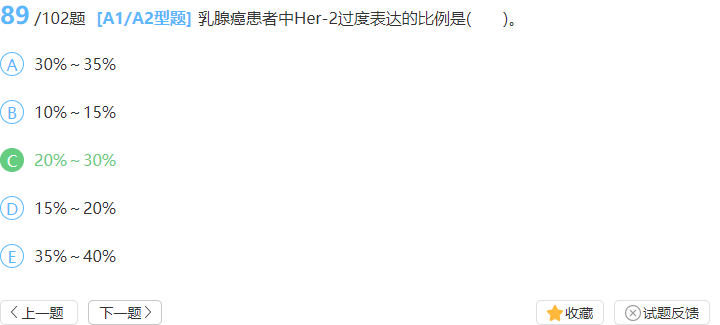 89 /102题 [A1/A2型题] 乳腺癌患者中Her-2过度表达的比例是(　　)。
A 30%～35%
B 10%～15%
C 20%～30%
D 15%～20%
E 35%～40%
上一题 下一题 收藏 试题反馈